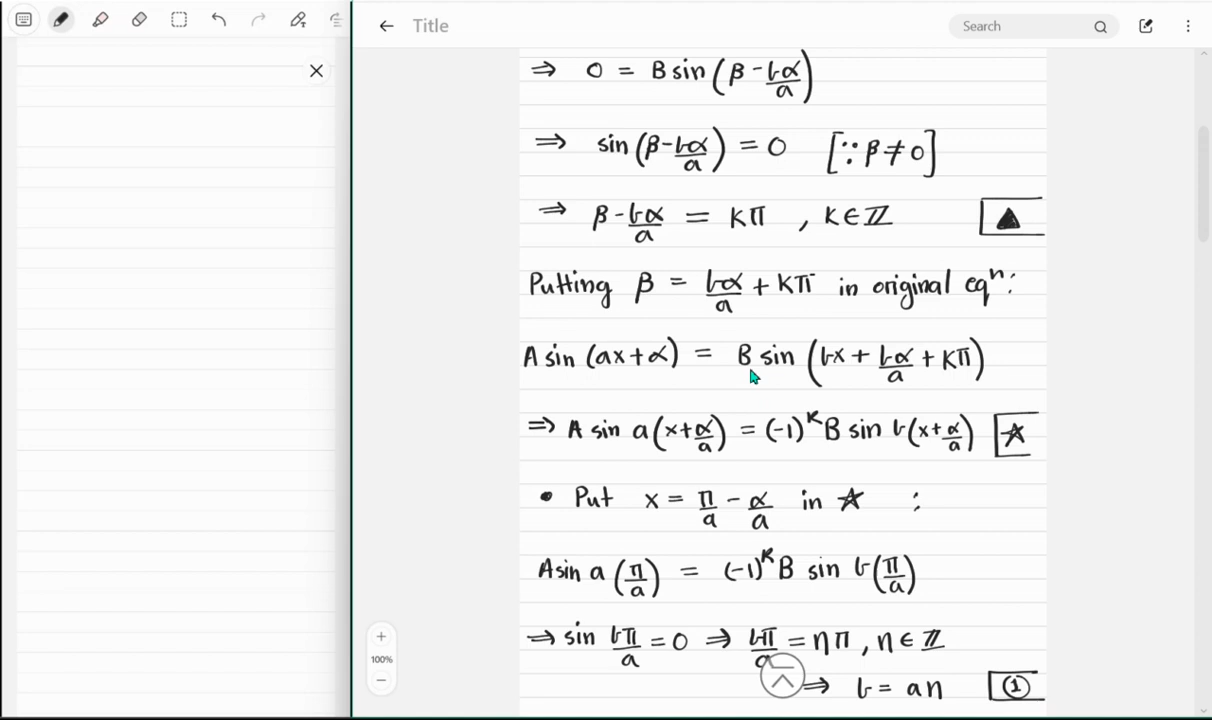 Title
Search
⇒ 0 = B sin(β - bα/a)
⇒ sin(β - bα/a) = 0 [∵ β ≠ 0]
⇒ β - bα/a = Kπ , K ∈ ℤ ▲
Putting β = bα/a + Kπ in original eqⁿ:
A sin (ax+α) = B sin (bx + bα/a + Kπ)
⇒ A sin a(x+α/a) = (-1)ᴷ B sin b(x+α/a) ☆
• Put x = π/a - α/a in ☆ :
A sin a(π/a) = (-1)ᴷ B sin b(π/a)
⇒ sin bπ/a = 0 ⇒ bπ/a = nπ, n ∈ ℤ
⇒ b = an ①
100%